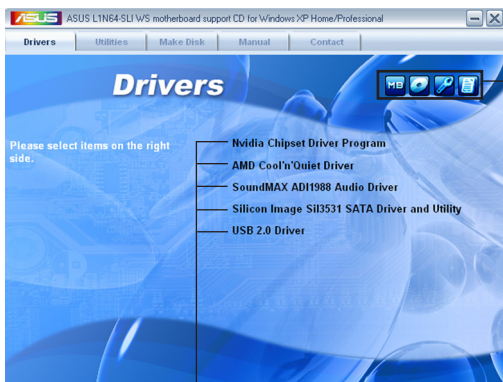 ASUS ASUS L1N64-SLI WS motherboard support CD for Windows XP Home/Professional
Drivers Utilities Make Disk Manual Contact
Drivers
MB
Please select items on the right
side.
Nvidia Chipset Driver Program
AMD Cool'n'Quiet Driver
SoundMAX ADI1988 Audio Driver
Silicon Image Sil3531 SATA Driver and Utility
USB 2.0 Driver